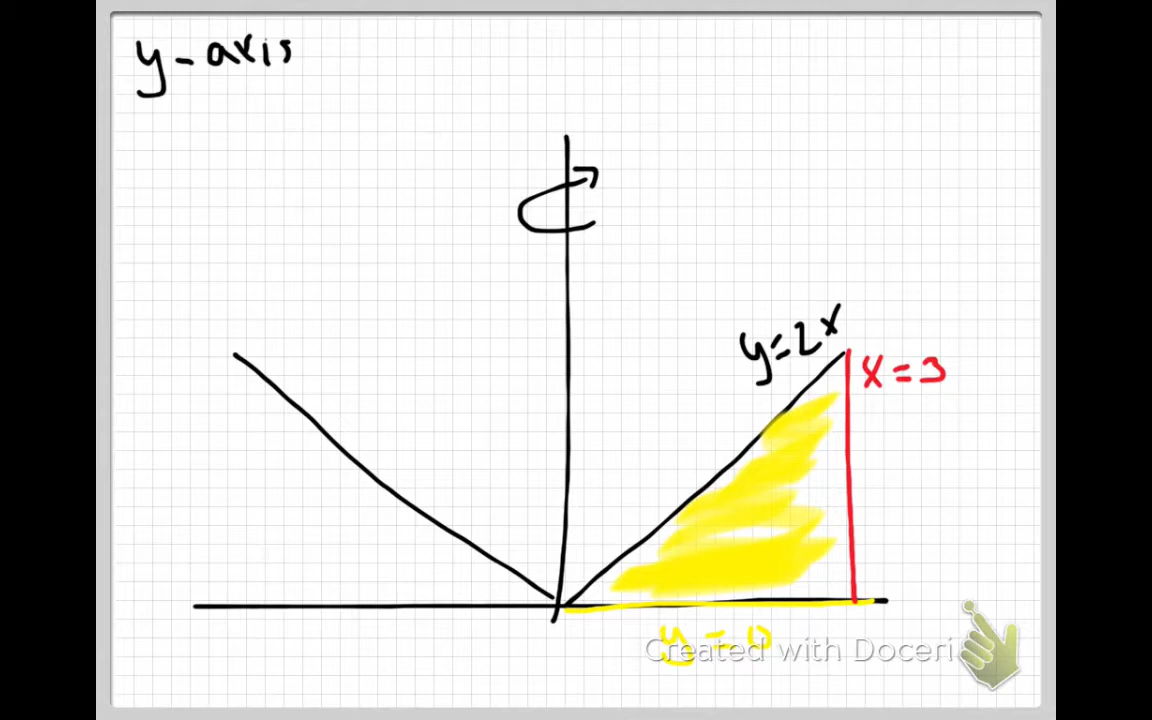 y-axis
y=2x
x=3
y=0
Created with Doceri